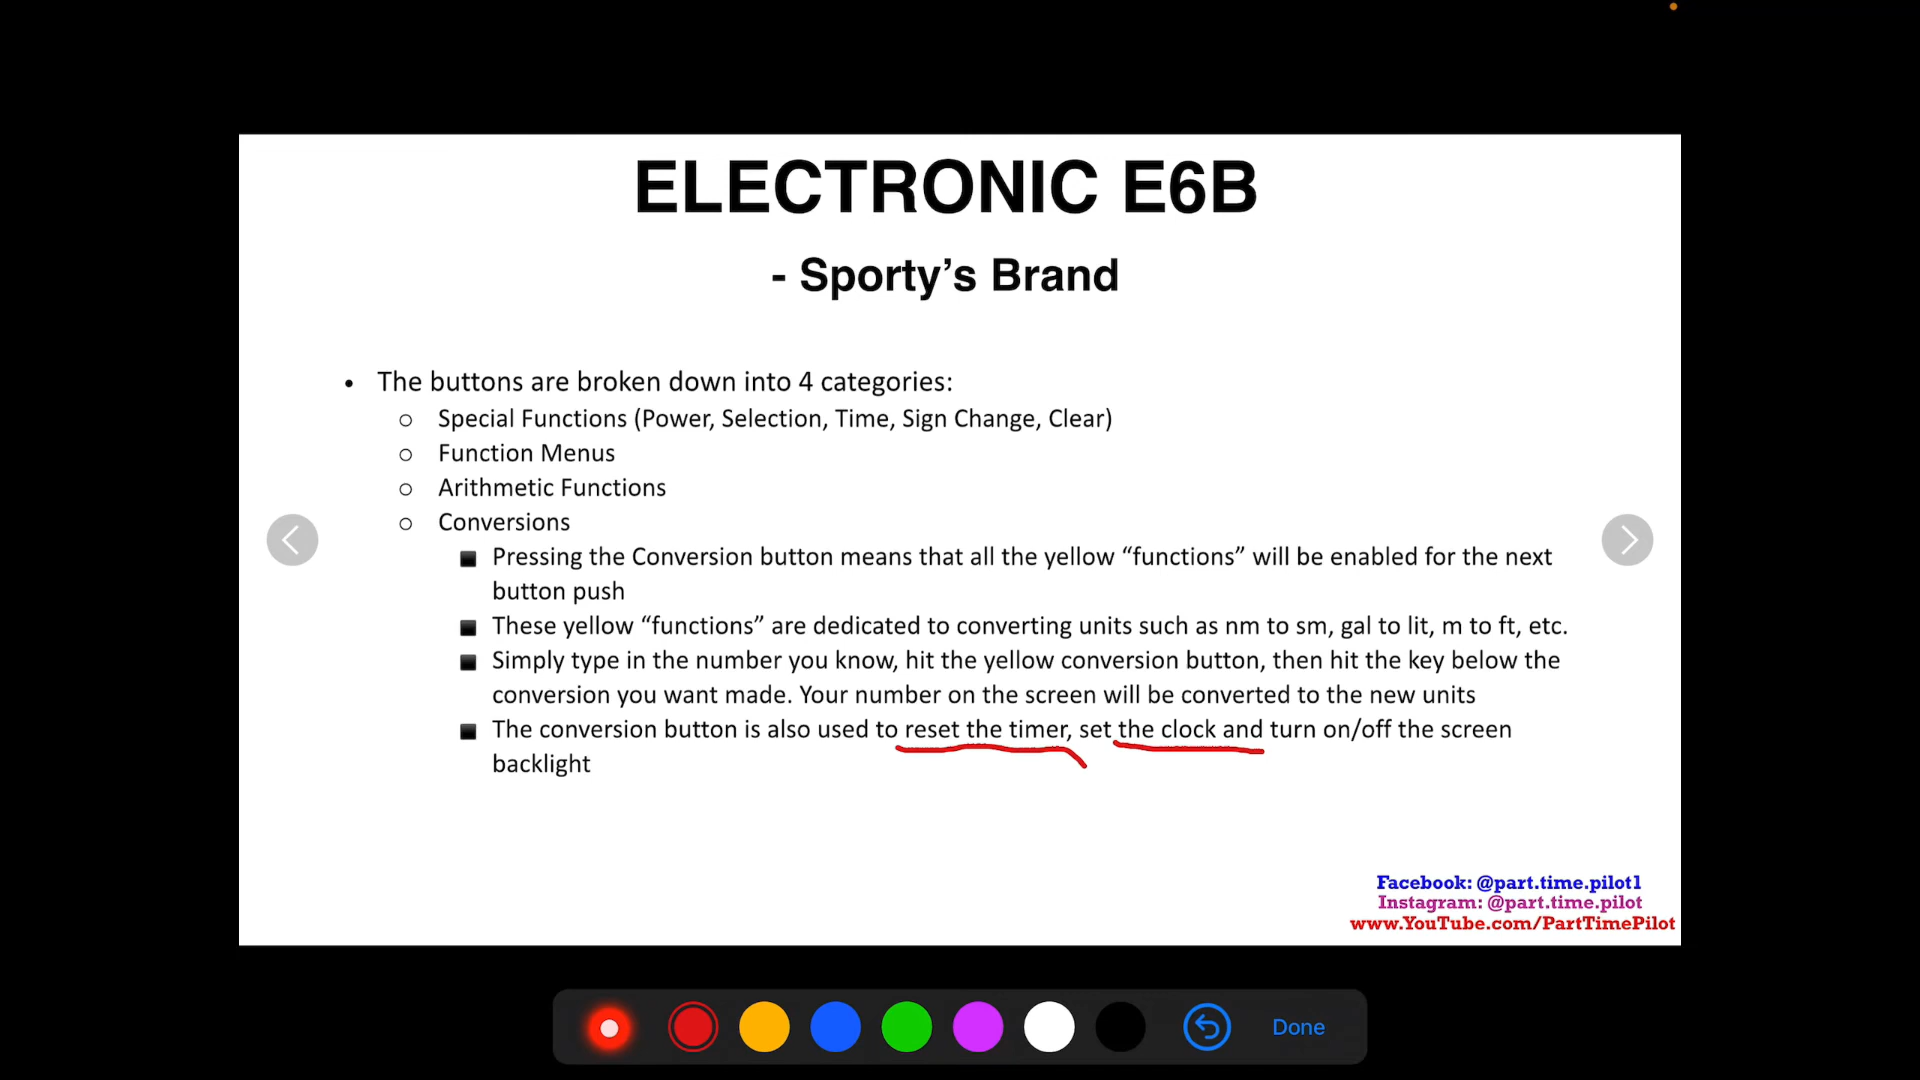 ELECTRONIC E6B
- Sporty’s Brand
• The buttons are broken down into 4 categories:
○ Special Functions (Power, Selection, Time, Sign Change, Clear)
○ Function Menus
○ Arithmetic Functions
○ Conversions
■ Pressing the Conversion button means that all the yellow “functions” will be enabled for the next
button push
■ These yellow “functions” are dedicated to converting units such as nm to sm, gal to lit, m to ft, etc.
■ Simply type in the number you know, hit the yellow conversion button, then hit the key below the
conversion you want made. Your number on the screen will be converted to the new units
■ The conversion button is also used to reset the timer, set the clock and turn on/off the screen
backlight
Facebook: @part.time.pilot1
Instagram: @part.time.pilot
www.YouTube.com/PartTimePilot
Done